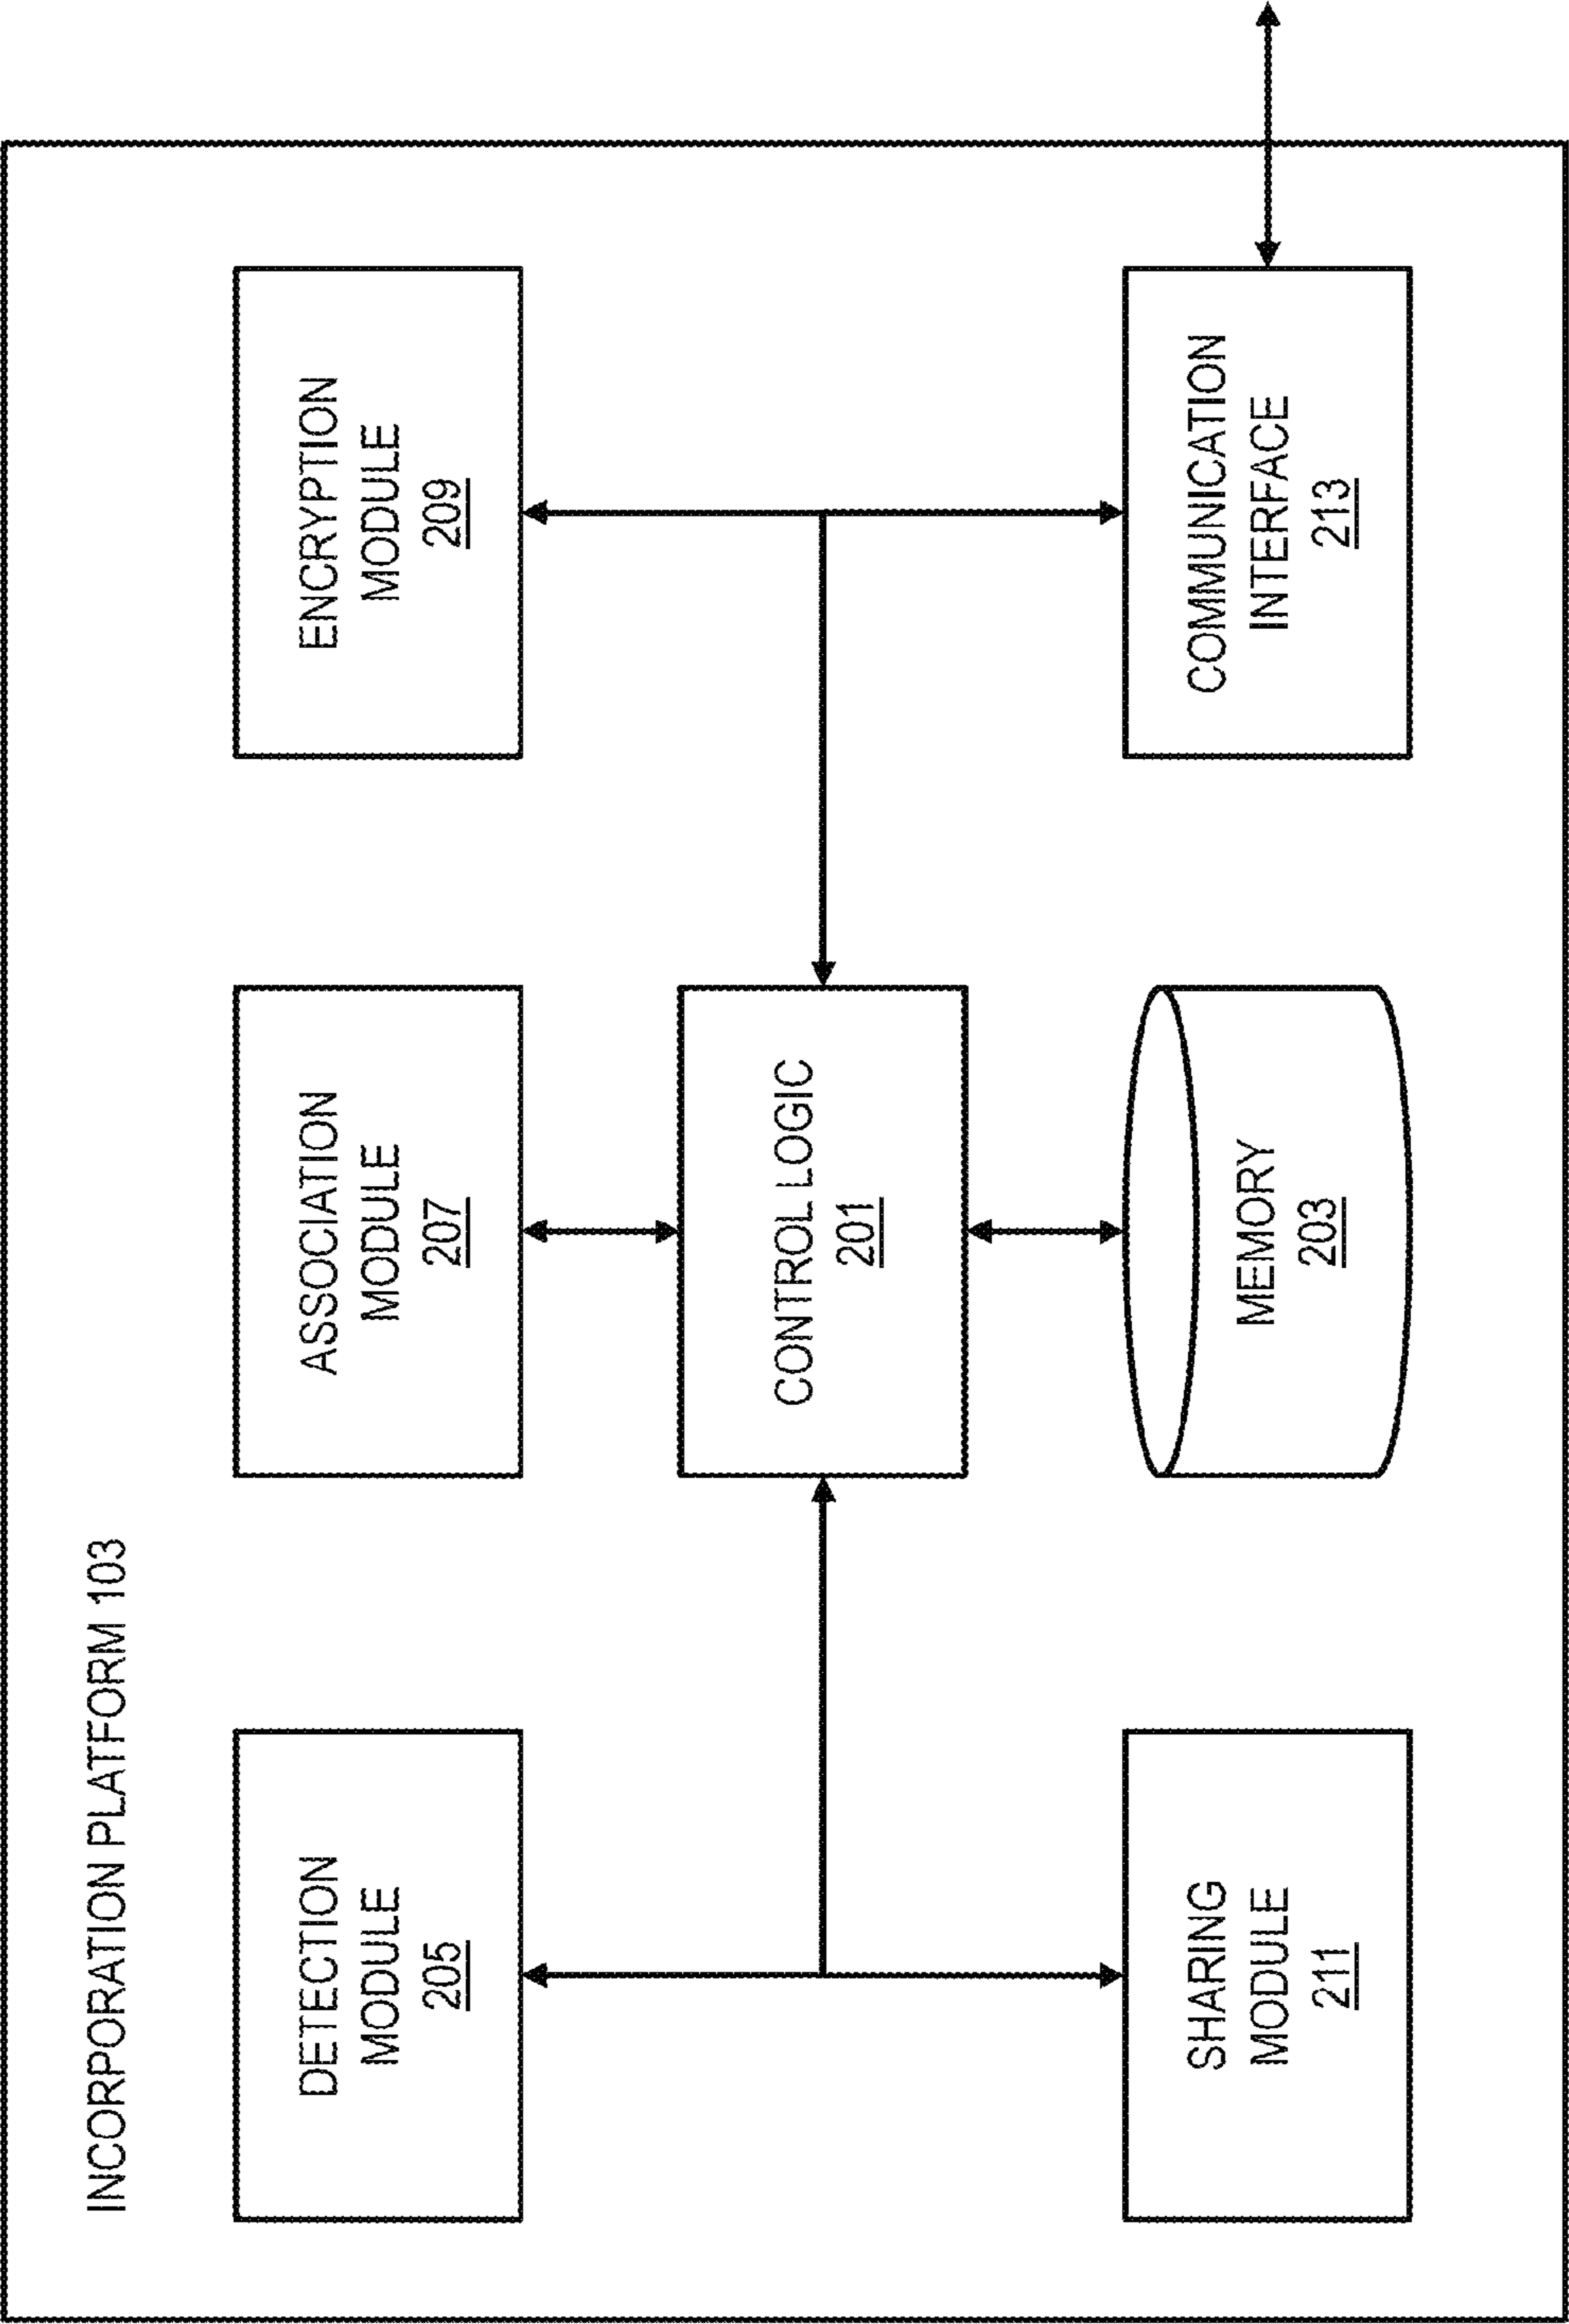 INCORPORATION PLATFORM 103
DETECTION
MODULE
205
ASSOCIATION
MODULE
207
ENCRYPTION
MODULE
209
CONTROL LOGIC
201
SHARING
MODULE
211
MEMORY
203
COMMUNICATION
INTERFACE
213